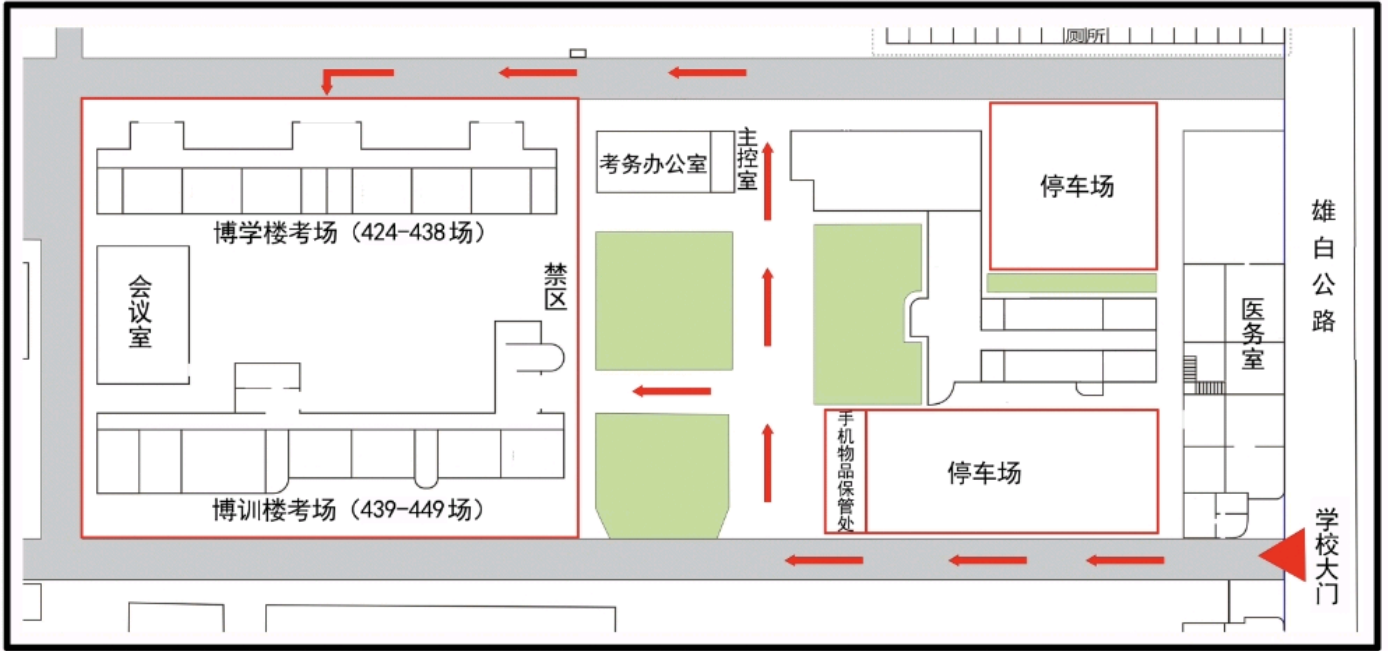 厕所
考务办公室
主控室
停车场
雄白公路
博学楼考场（424-438场）
禁区
会议室
医务室
手机物品保管处
停车场
博训楼考场（439-449场）
学校大门